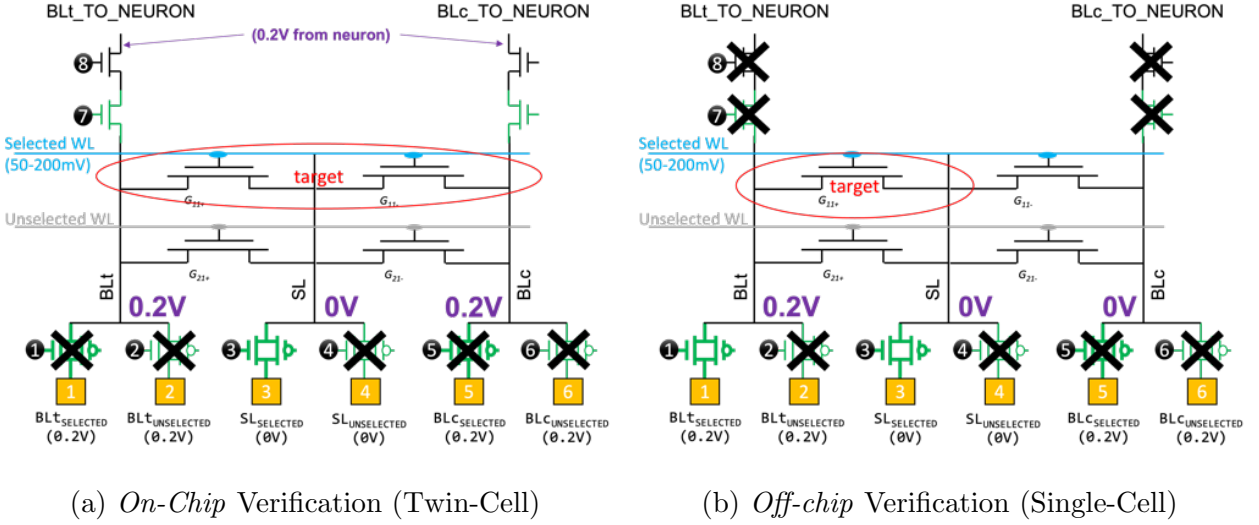 BLt_TO_NEURON
BLc_TO_NEURON
(0.2V from neuron)
8
7
Selected WL
(50-200mV)
target
G11+
G11-
Unselected WL
G21+
G21-
BLt
SL
BLc
0.2V
0V
0.2V
1
2
3
4
5
6
1
2
3
4
5
6
BLtSELECTED
(0.2V)
BLtUNSELECTED
(0.2V)
SLSELECTED
(0V)
SLUNSELECTED
(0V)
BLcSELECTED
(0.2V)
BLcUNSELECTED
(0.2V)
(a) On-Chip Verification (Twin-Cell)
BLt_TO_NEURON
BLc_TO_NEURON
8
7
Selected WL
(50-200mV)
target
G11+
G11-
Unselected WL
G21+
G21-
BLt
SL
BLc
0.2V
0V
0V
1
2
3
4
5
6
1
2
3
4
5
6
BLtSELECTED
(0.2V)
BLtUNSELECTED
(0.2V)
SLSELECTED
(0V)
SLUNSELECTED
(0V)
BLcSELECTED
(0.2V)
BLcUNSELECTED
(0.2V)
(b) Off-chip Verification (Single-Cell)